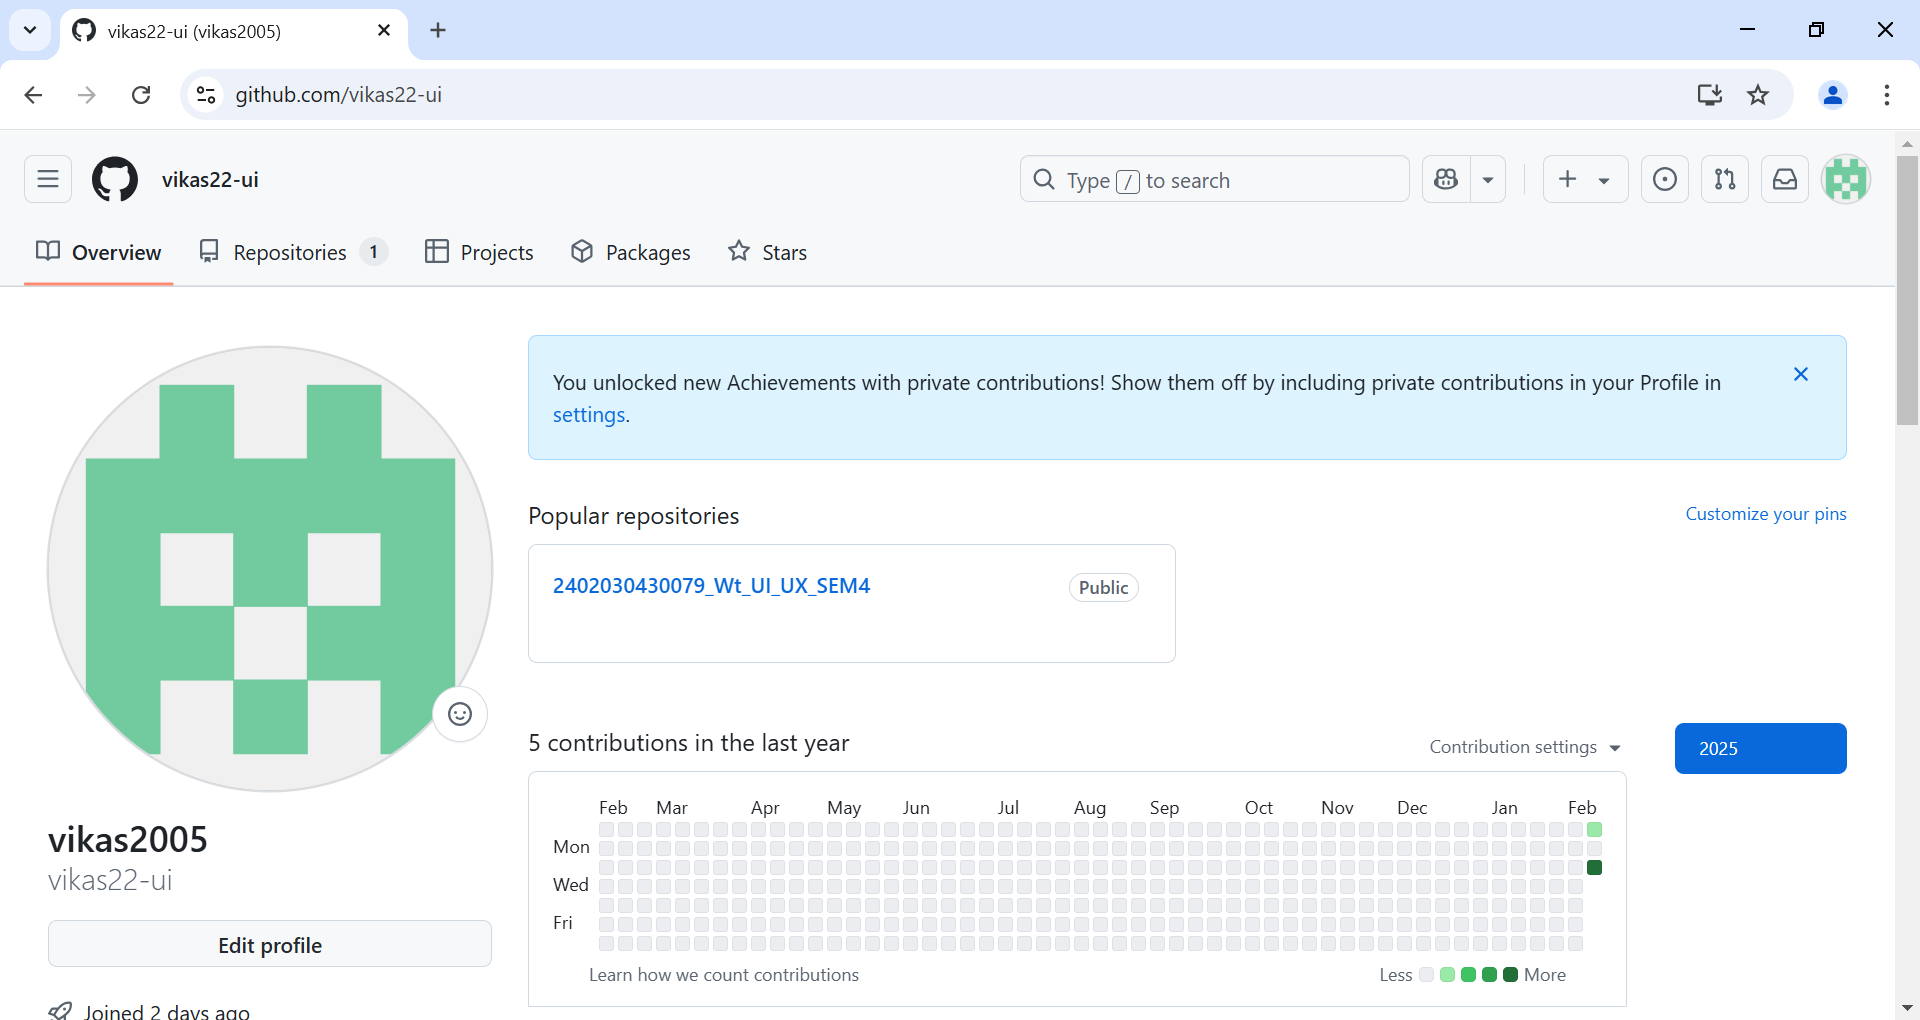 vikas22-ui (vikas2005)
github.com/vikas22-ui
vikas22-ui
Type / to search
Overview
Repositories 1
Projects
Packages
Stars
You unlocked new Achievements with private contributions! Show them off by including private contributions in your Profile in
settings.
Popular repositories
Customize your pins
2402030430079_Wt_UI_UX_SEM4
Public
5 contributions in the last year
Contribution settings
2025
Feb Mar Apr May Jun Jul Aug Sep Oct Nov Dec Jan Feb
Mon
Wed
Fri
Learn how we count contributions
Less More
vikas2005
vikas22-ui
Edit profile
Joined 2 days ago